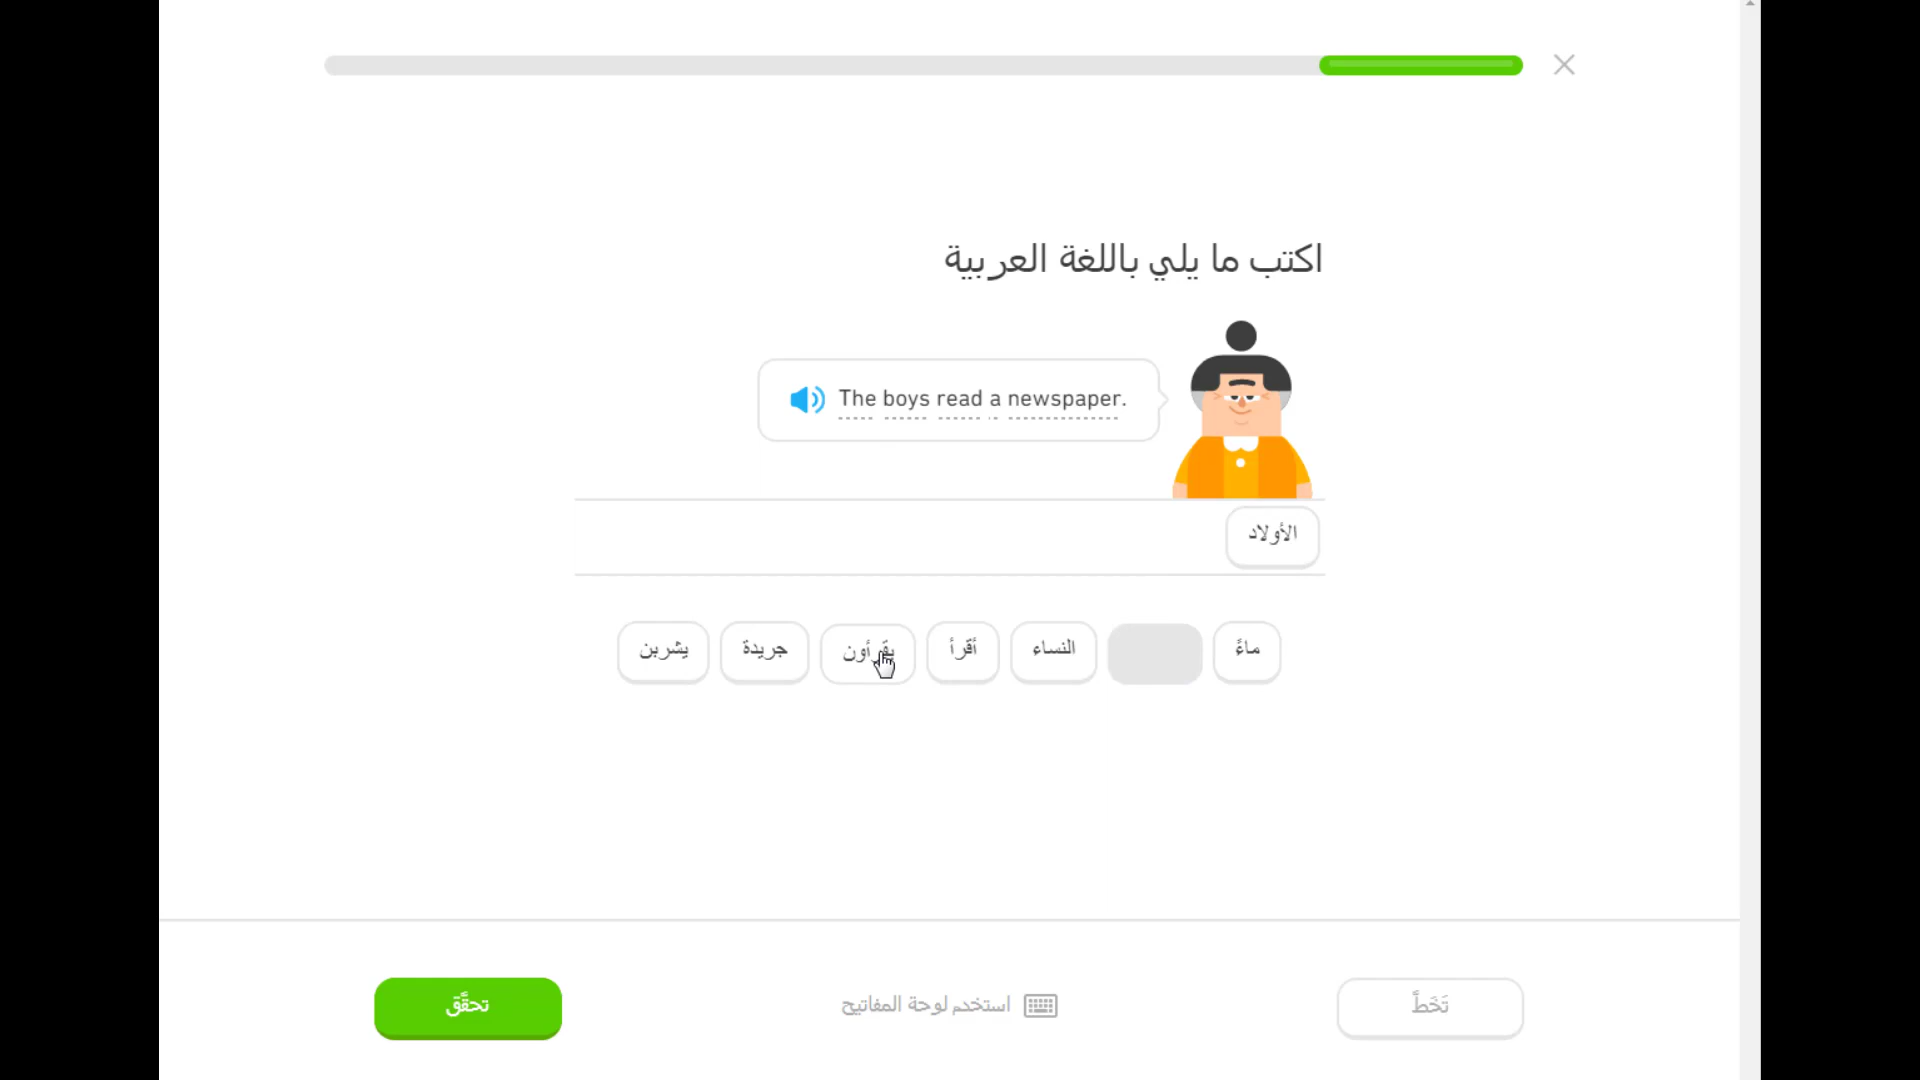 اكتب ما يلي باللغة العربية
The boys read a newspaper.
الأولاد
ماءً النساء أقرأ يقرأون جريدة يشربن
تَخَطَّ استخدم لوحة المفاتيح تحقَّق